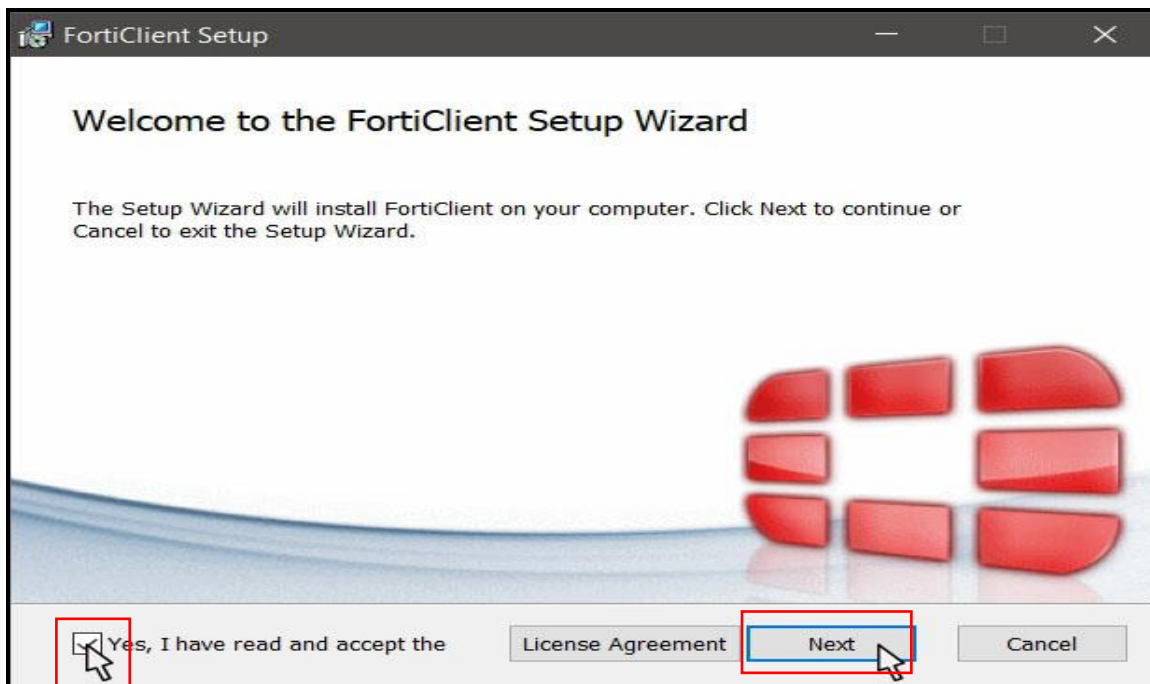 FortiClient Setup
Welcome to the FortiClient Setup Wizard
The Setup Wizard will install FortiClient on your computer. Click Next to continue or
Cancel to exit the Setup Wizard.
Yes, I have read and accept the License Agreement Next Cancel